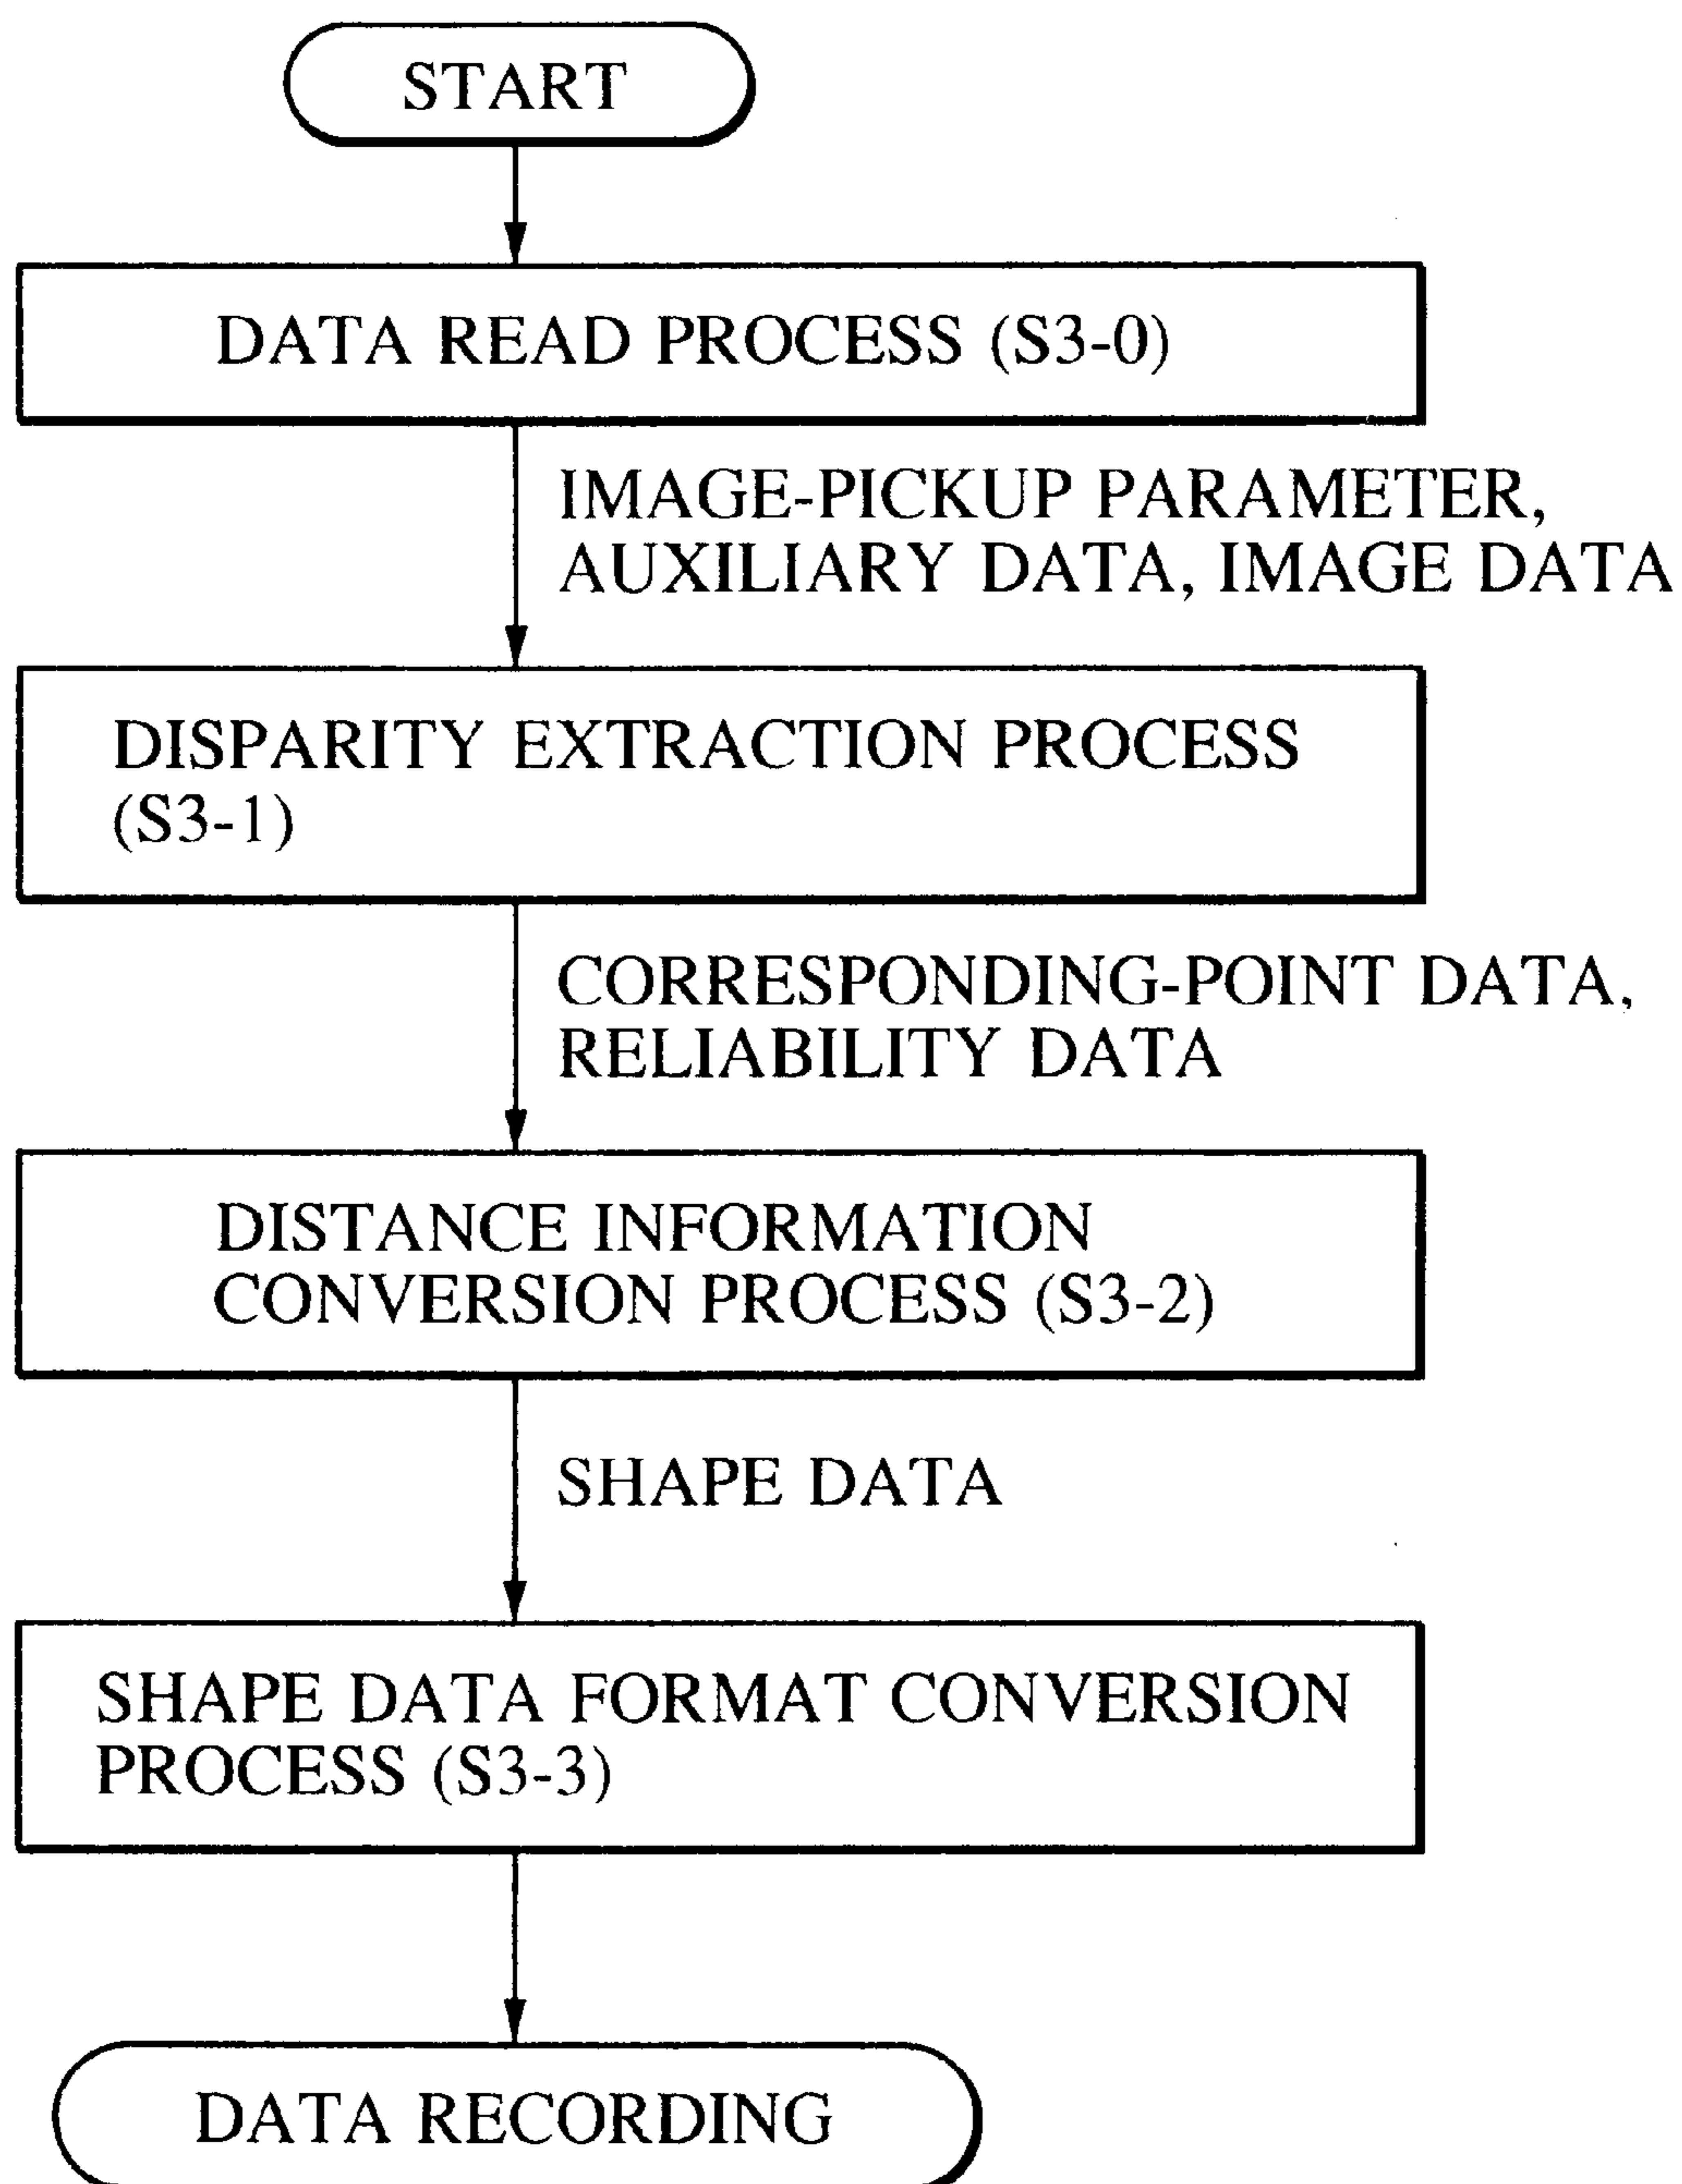 START
DATA READ PROCESS (S3-0)
IMAGE-PICKUP PARAMETER,
AUXILIARY DATA, IMAGE DATA
DISPARITY EXTRACTION PROCESS
(S3-1)
CORRESPONDING-POINT DATA,
RELIABILITY DATA
DISTANCE INFORMATION
CONVERSION PROCESS (S3-2)
SHAPE DATA
SHAPE DATA FORMAT CONVERSION
PROCESS (S3-3)
DATA RECORDING